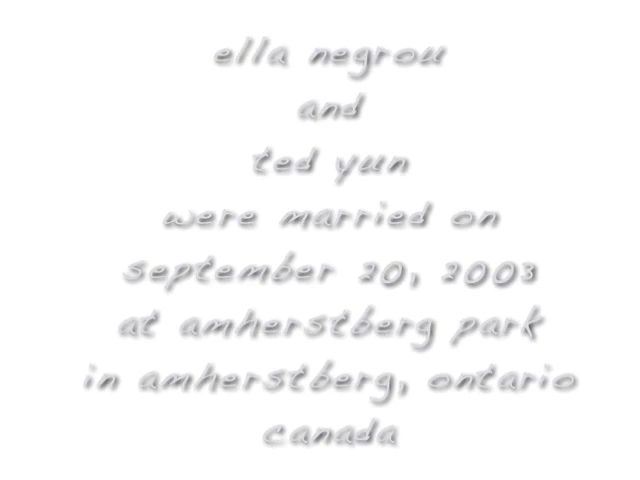 ella negrou
and
ted yun
were married on
september 20, 2003
at amherstberg park
in amherstberg, ontario
canada